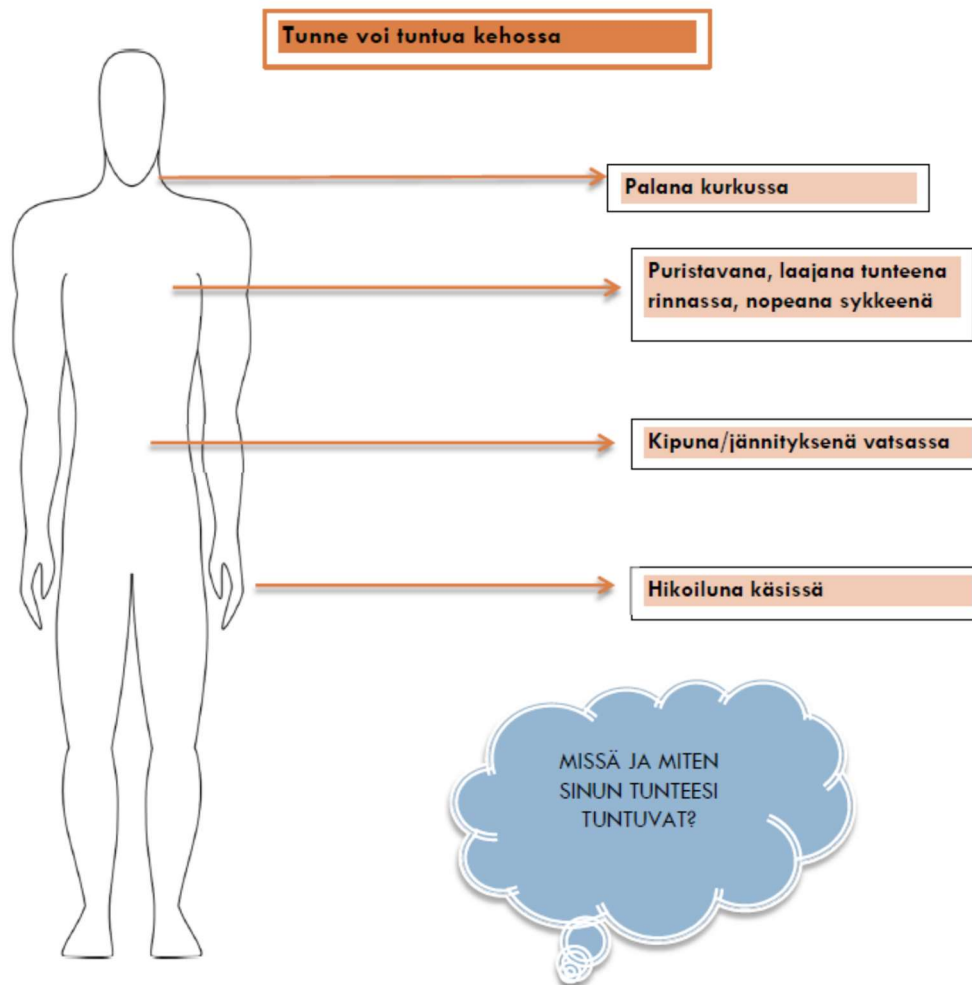 Tunne voi tuntua kehossa
Palana kurkussa
Puristavana, laajana tunteena
rinnassa, nopeana sykkeenä
Kipuna/jännityksenä vatsassa
Hikoiluna käsissä
MISSÄ JA MITEN
SINUN TUNTEESI
TUNTUVAT?